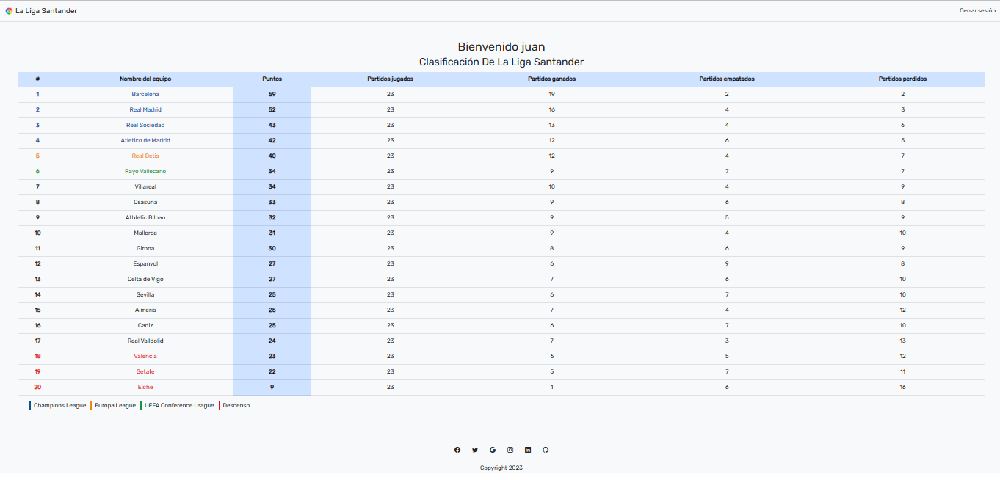 La Liga Santander Cerrar sesión
Bienvenido juan
Clasificación De La Liga Santander
# Nombre del equipo Puntos Partidos jugados Partidos ganados Partidos empatados Partidos perdidos
1 Barcelona 59 23 19 2 2
2 Real Madrid 52 23 16 4 3
3 Real Sociedad 43 23 13 4 6
4 Atletico de Madrid 42 23 12 6 5
5 Real Betis 40 23 12 4 7
6 Rayo Vallecano 34 23 9 7 7
7 Villareal 34 23 10 4 9
8 Osasuna 33 23 9 6 8
9 Athletic Bilbao 32 23 9 5 9
10 Mallorca 31 23 9 4 10
11 Girona 30 23 8 6 9
12 Espanyol 27 23 6 9 8
13 Celta de Vigo 27 23 7 6 10
14 Sevilla 25 23 6 7 10
15 Almeria 25 23 7 4 12
16 Cadiz 25 23 6 7 10
17 Real Valldolid 24 23 7 3 13
18 Valencia 23 23 6 5 12
19 Getafe 22 23 5 7 11
20 Elche 9 23 1 6 16
Champions League Europa League UEFA Conference League Descenso
Copyright 2023